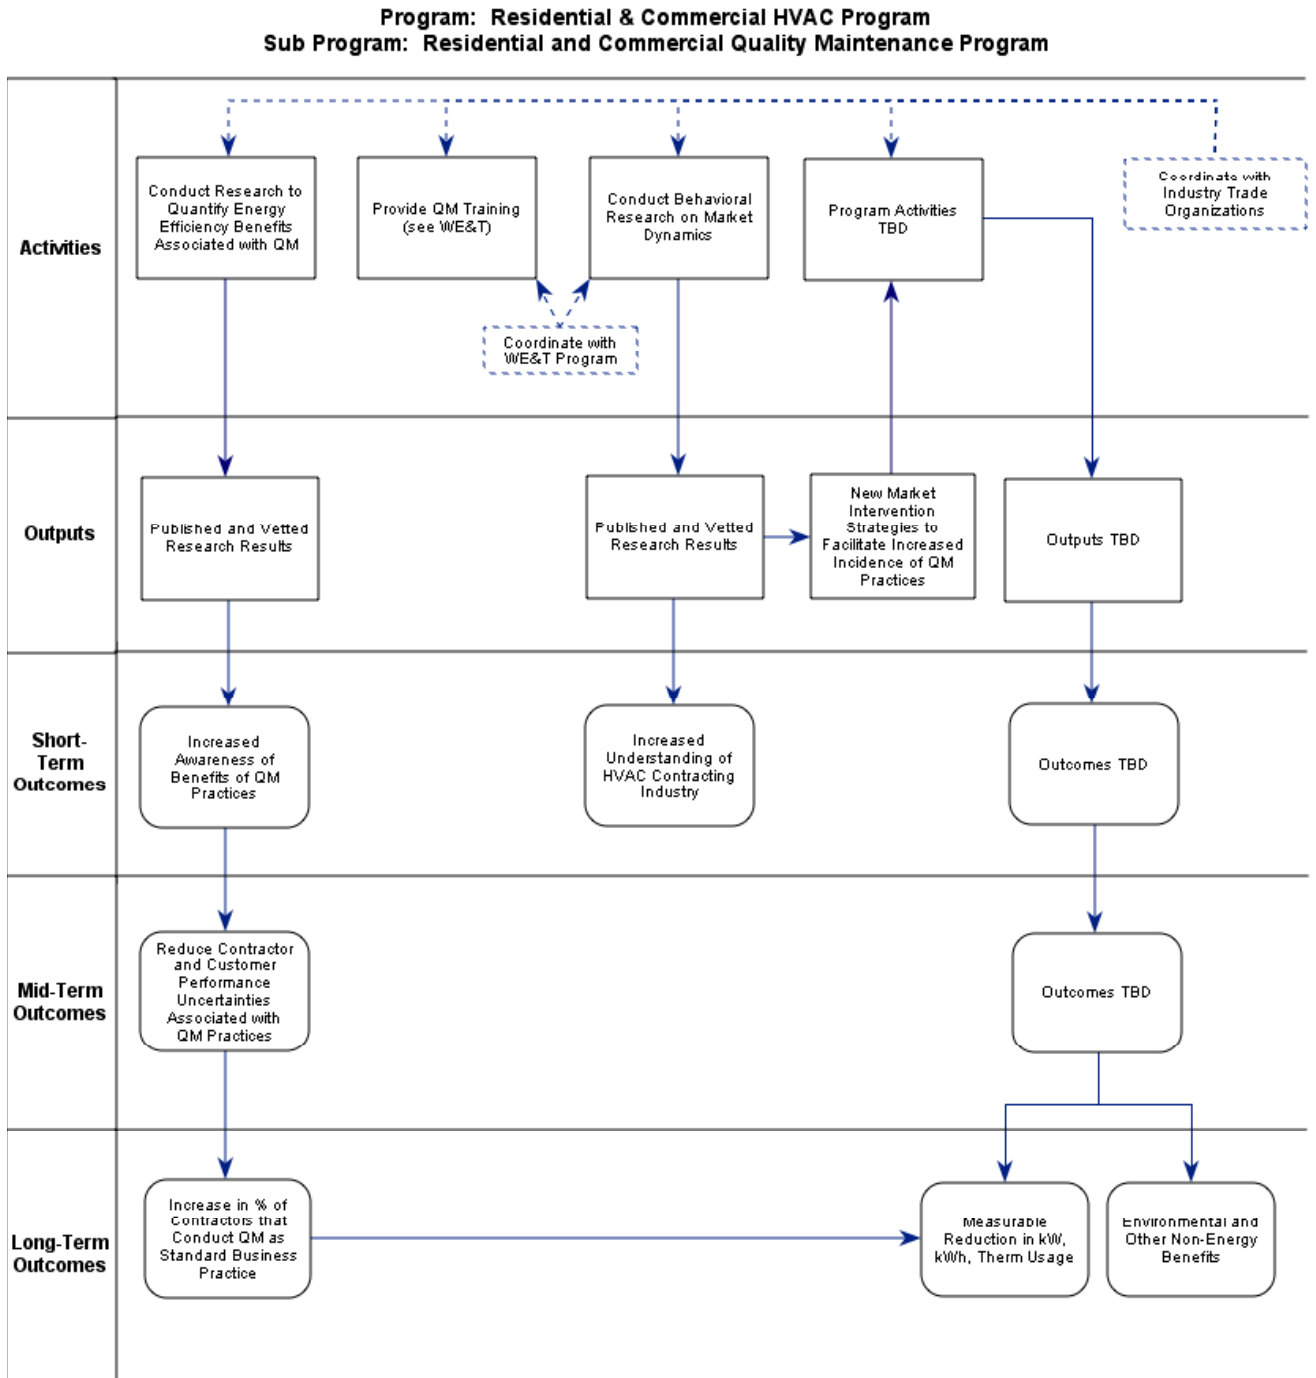 Program: Residential & Commercial HVAC Program
Sub Program: Residential and Commercial Quality Maintenance Program
Activities
Conduct Research to
Quantify Energy
Efficiency Benefits
Associated with QM
Provide QM Training
(see WE&T)
Conduct Behavioral
Research on Market
Dynamics
Program Activities
TBD
Coordinate with
Industry Trade
Organizations
Coordinate with
WE&T Program
Outputs
Published and Vetted
Research Results
Published and Vetted
Research Results
New Market
Intervention
Strategies to
Facilitate Increased
Incidence of QM
Practices
Outputs TBD
Short-
Term
Outcomes
Increased
Awareness of
Benefits of QM
Practices
Increased
Understanding of
HVAC Contracting
Industry
Outcomes TBD
Mid-Term
Outcomes
Reduce Contractor
and Customer
Performance
Uncertainties
Associated with
QM Practices
Outcomes TBD
Long-Term
Outcomes
Increase in % of
Contractors that
Conduct QM as
Standard Business
Practice
Measurable
Reduction in kW,
kWh, Therm Usage
Environmental and
Other Non-Energy
Benefits